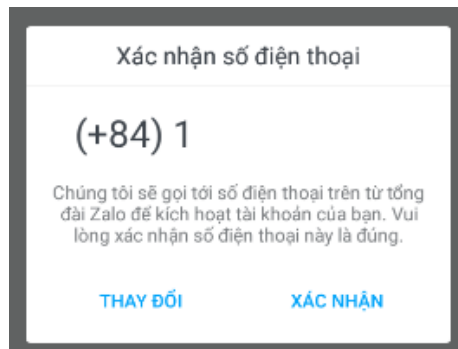 Xác nhận số điện thoại
(+84) 1
Chúng tôi sẽ gọi tới số điện thoại trên từ tổng
đài Zalo để kích hoạt tài khoản của bạn. Vui
lòng xác nhận số điện thoại này là đúng.
THAY ĐỔI XÁC NHẬN